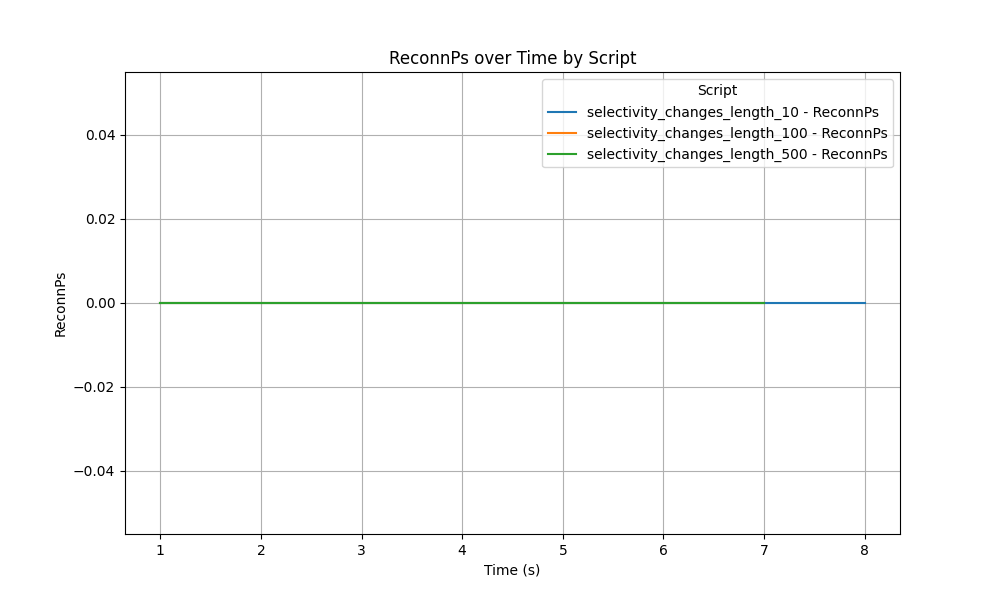 ReconnPs over Time by Script
Script
selectivity_changes_length_10 - ReconnPs
selectivity_changes_length_100 - ReconnPs
selectivity_changes_length_500 - ReconnPs
0.04
0.02
0.00
−0.02
−0.04
ReconnPs
1 2 3 4 5 6 7 8
Time (s)